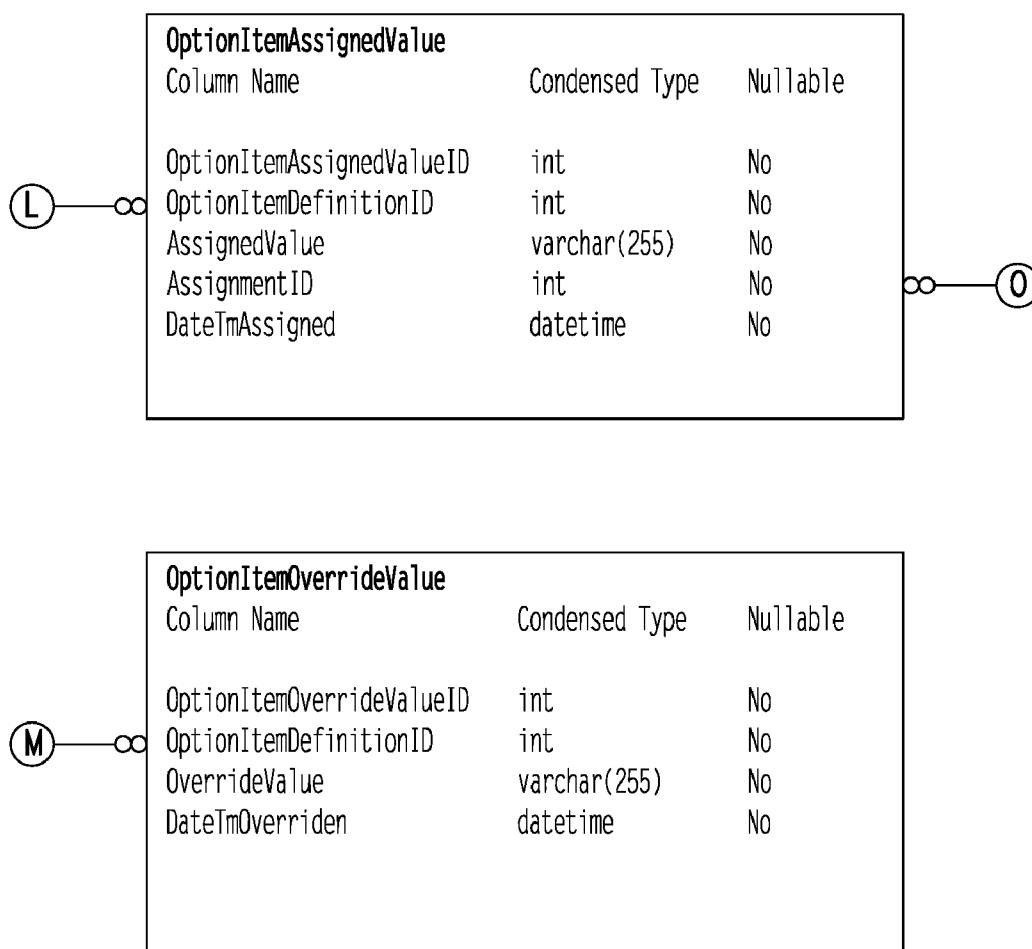 OptionItemAssignedValue
Column Name Condensed Type Nullable
OptionItemAssignedValueID int No
L OptionItemDefinitionID int No
AssignedValue varchar(255) No
AssignmentID int No O
DateTmAssigned datetime No
OptionItemOverrideValue
Column Name Condensed Type Nullable
OptionItemOverrideValueID int No
M OptionItemDefinitionID int No
OverrideValue varchar(255) No
DateTmOverriden datetime No